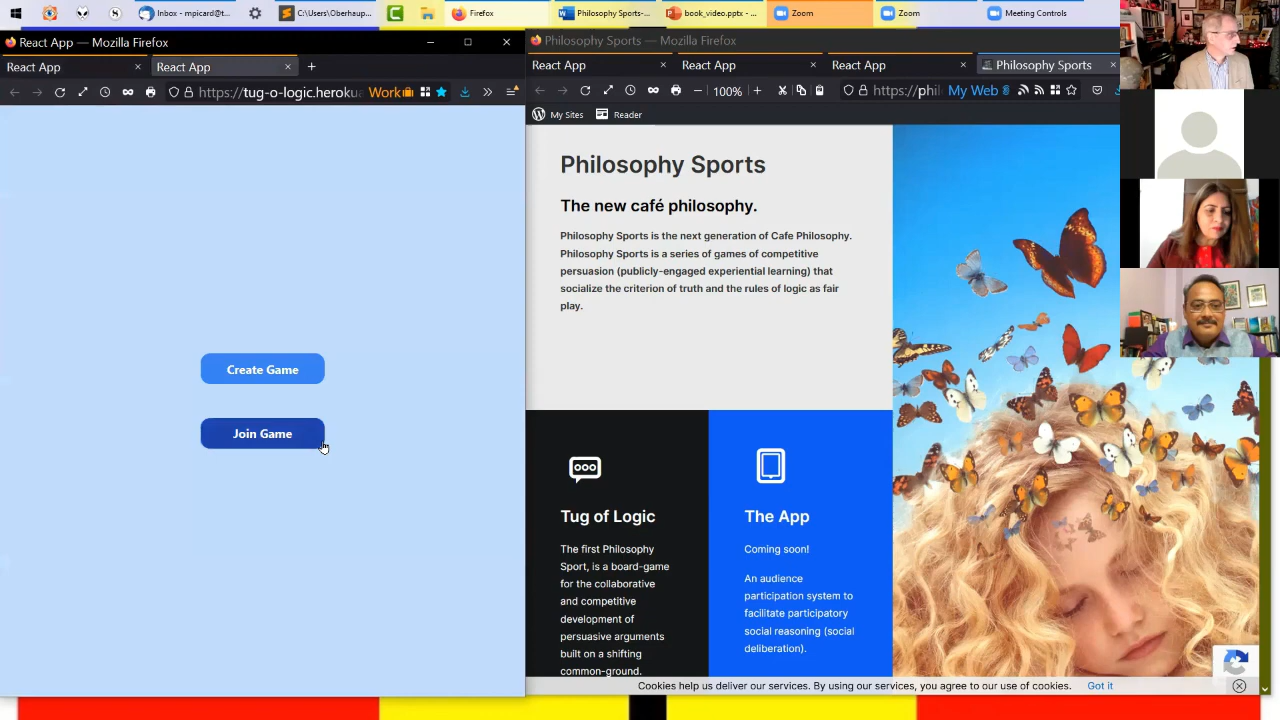 Inbox - mpicard@t...
C:\Users\Oberhaup...
Firefox
Philosophy Sports-...
book_video.pptx - ...
Zoom
Zoom
Meeting Controls
React App — Mozilla Firefox
React App
React App
https://tug-o-logic.heroku
Work
Create Game
Join Game
Philosophy Sports — Mozilla Firefox
React App
React App
React App
Philosophy Sports
100%
https://phil
My Web
My Sites
Reader
Philosophy Sports
The new café philosophy.
Philosophy Sports is the next generation of Cafe Philosophy.
Philosophy Sports is a series of games of competitive
persuasion (publicly-engaged experiential learning) that
socialize the criterion of truth and the rules of logic as fair
play.
Tug of Logic
The first Philosophy
Sport, is a board-game
for the collaborative
and competitive
development of
persuasive arguments
built on a shifting
common-ground.
The App
Coming soon!
An audience
participation system to
facilitate participatory
social reasoning (social
deliberation).
Cookies help us deliver our services. By using our services, you agree to our use of cookies.
Got it